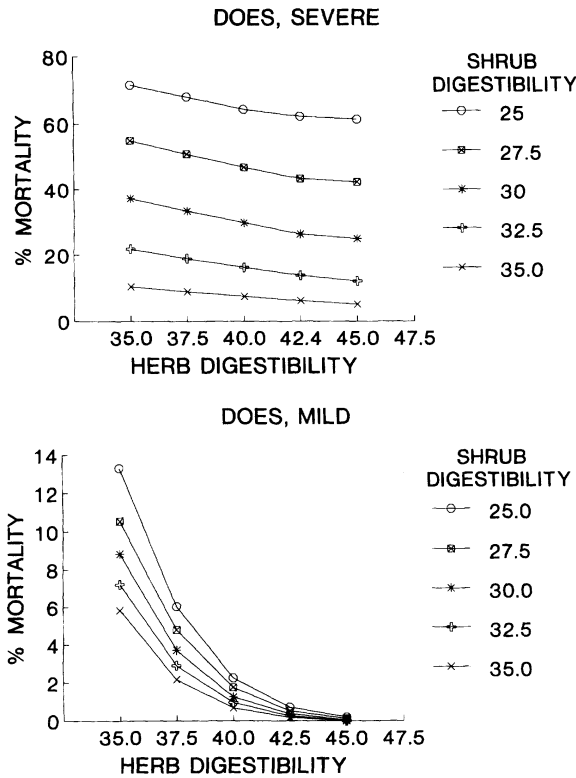 DOES, SEVERE
80
60
40
20
0
% MORTALITY
35.0 37.5 40.0 42.4 45.0 47.5
HERB DIGESTIBILITY
SHRUB
DIGESTIBILITY
25
27.5
30
32.5
35.0
DOES, MILD
14
12
10
8
6
4
2
0
% MORTALITY
35.0 37.5 40.0 42.5 45.0 47.5
HERB DIGESTIBILITY
SHRUB
DIGESTIBILITY
25.0
27.5
30.0
32.5
35.0